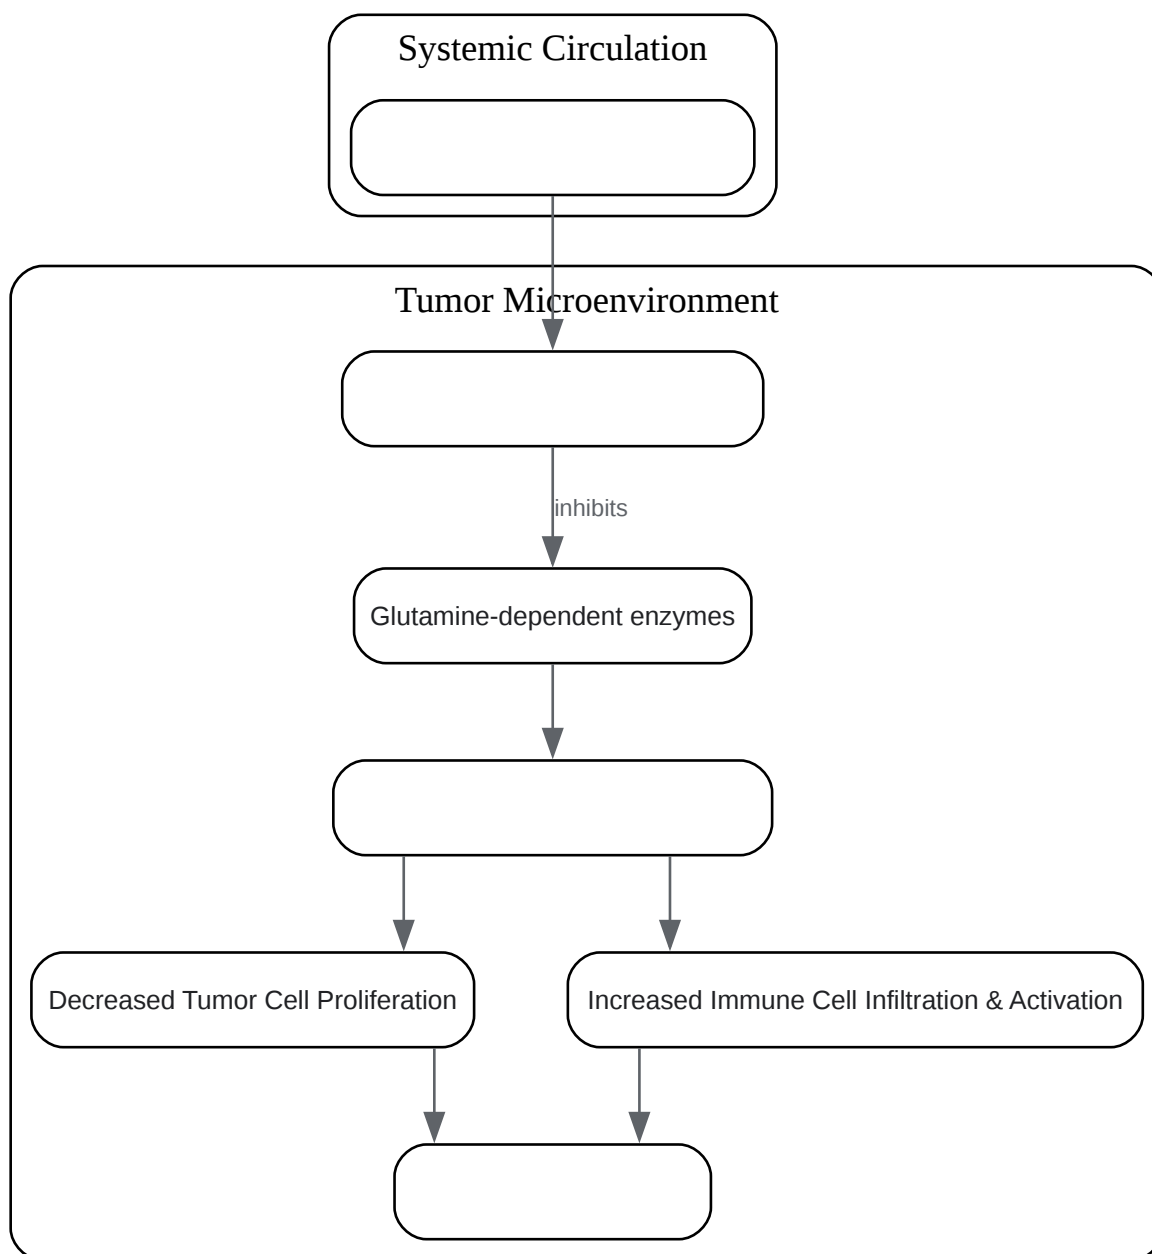 Systemic Circulation
Tumor Microenvironment
inhibits
Glutamine-dependent enzymes
Decreased Tumor Cell Proliferation
Increased Immune Cell Infiltration & Activation